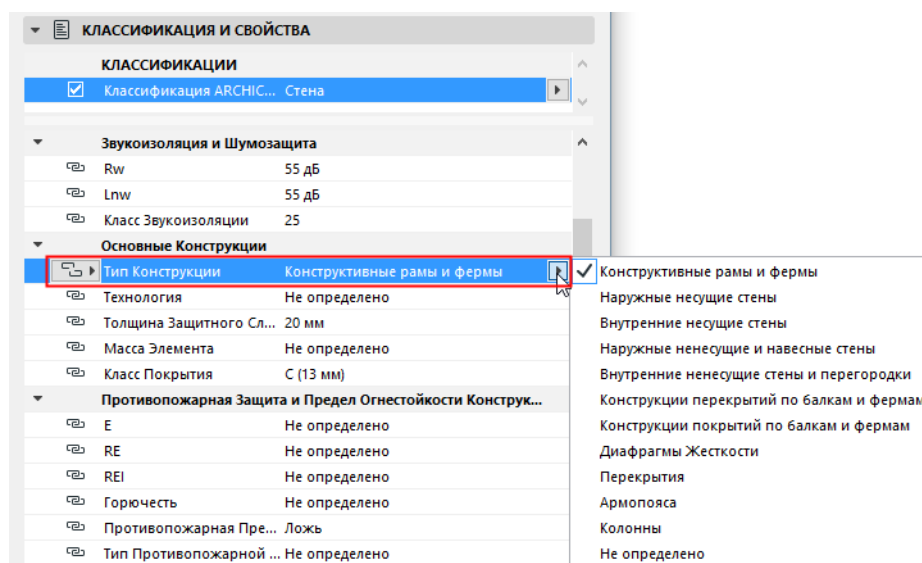 КЛАССИФИКАЦИЯ И СВОЙСТВА
КЛАССИФИКАЦИИ
Классификация ARCHIC... Стена
Звукоизоляция и Шумозащита
Rw 55 дБ
Lnw 55 дБ
Класс Звукоизоляции 25
Основные Конструкции
Тип Конструкции Конструктивные рамы и фермы
Технология Не определено
Толщина Защитного Сл... 20 мм
Масса Элемента Не определено
Класс Покрытия C (13 мм)
Противопожарная Защита и Предел Огнестойкости Конструк...
E Не определено
RE Не определено
REI Не определено
Горючесть Не определено
Противопожарная Пре... Ложь
Тип Противопожарной ... Не определено
Конструктивные рамы и фермы
Наружные несущие стены
Внутренние несущие стены
Наружные ненесущие и навесные стены
Внутренние ненесущие стены и перегородки
Конструкции перекрытий по балкам и фермам
Конструкции покрытий по балкам и фермам
Диафрагмы Жесткости
Перекрытия
Армопояса
Колонны
Не определено